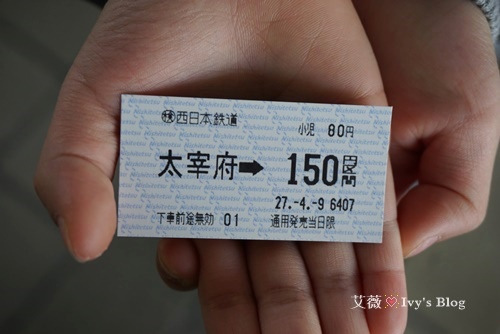 ㊑西日本鉄道
小児 80円
太宰府➡ 150円区間
27.-4.-9 6407
下車前途無効 01 通用発売当日限
艾薇♡Ivy's Blog